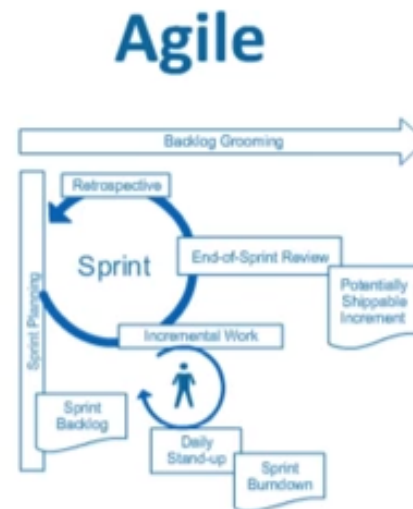 Agile
Backlog Grooming
Retrospective
Sprint
End-of-Sprint Review
Potentially
Shippable
Increment
Sprint Planning
Incremental Work
Sprint
Backlog
Daily
Stand-up
Sprint
Burndown